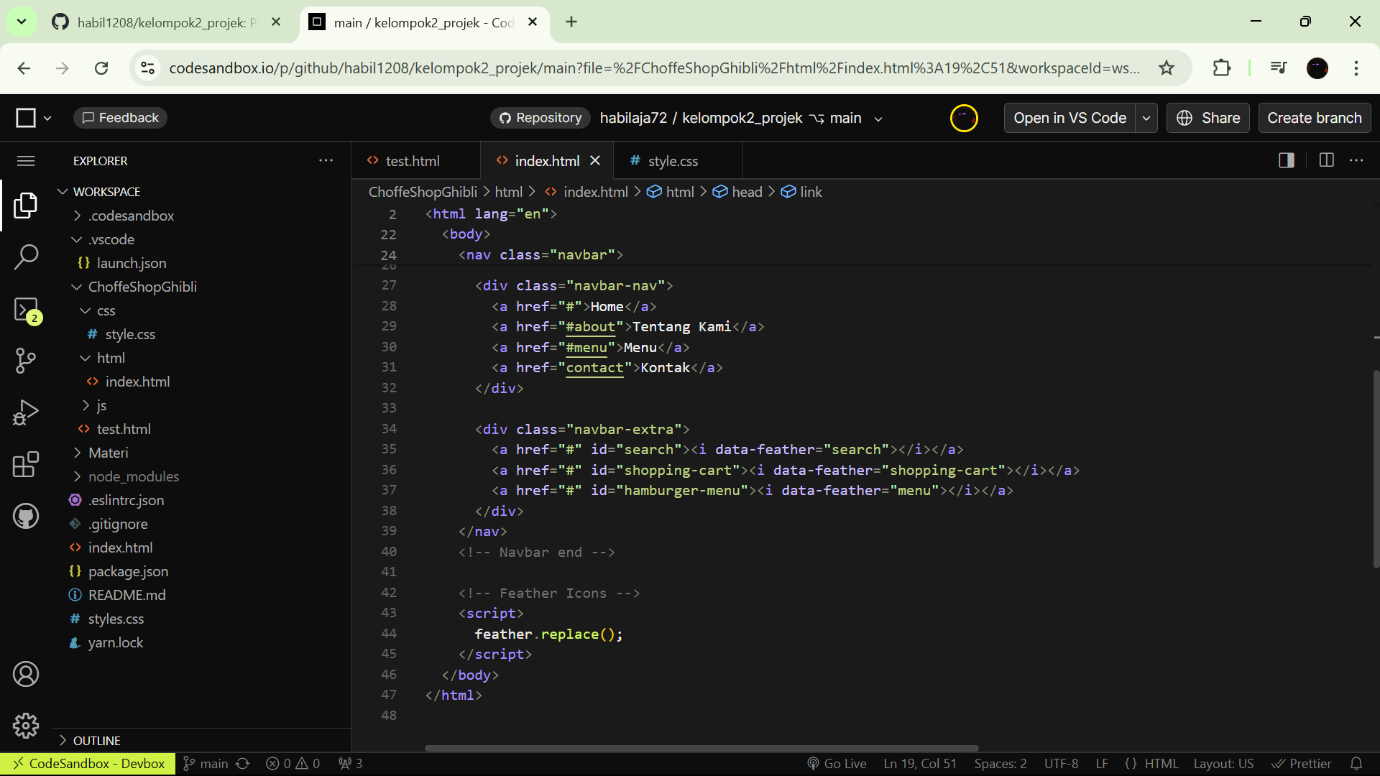 habil1208/kelompok2_projek: P
main / kelompok2_projek - Cod
codesandbox.io/p/github/habil1208/kelompok2_projek/main?file=%2FChoffeShopGhibli%2Fhtml%2Findex.html%3A19%2C51&workspaceId=ws...
Feedback
Repository habilaja72 / kelompok2_projek main
Open in VS Code Share Create branch
EXPLORER
WORKSPACE
.codesandbox
.vscode
{} launch.json
ChoffeShopGhibli
css
# style.css
html
<> index.html
js
<> test.html
Materi
node_modules
.eslintrc.json
.gitignore
<> index.html
{} package.json
README.md
# styles.css
yarn.lock
OUTLINE
2
<> test.html <> index.html # style.css
ChoffeShopGhibli > html > <> index.html > html > head > link
2 <html lang="en">
22 <body>
24 <nav class="navbar">
26
27 <div class="navbar-nav">
28 <a href="#">Home</a>
29 <a href="#about">Tentang Kami</a>
30 <a href="#menu">Menu</a>
31 <a href="contact">Kontak</a>
32 </div>
33
34 <div class="navbar-extra">
35 <a href="#" id="search"><i data-feather="search"></i></a>
36 <a href="#" id="shopping-cart"><i data-feather="shopping-cart"></i></a>
37 <a href="#" id="hamburger-menu"><i data-feather="menu"></i></a>
38 </div>
39 </nav>
40 <!-- Navbar end -->
41
42 <!-- Feather Icons -->
43 <script>
44 feather.replace();
45 </script>
46 </body>
47 </html>
48
CodeSandbox - Devbox main 0 0 3 Go Live Ln 19, Col 51 Spaces: 2 UTF-8 LF {} HTML Layout: US Prettier